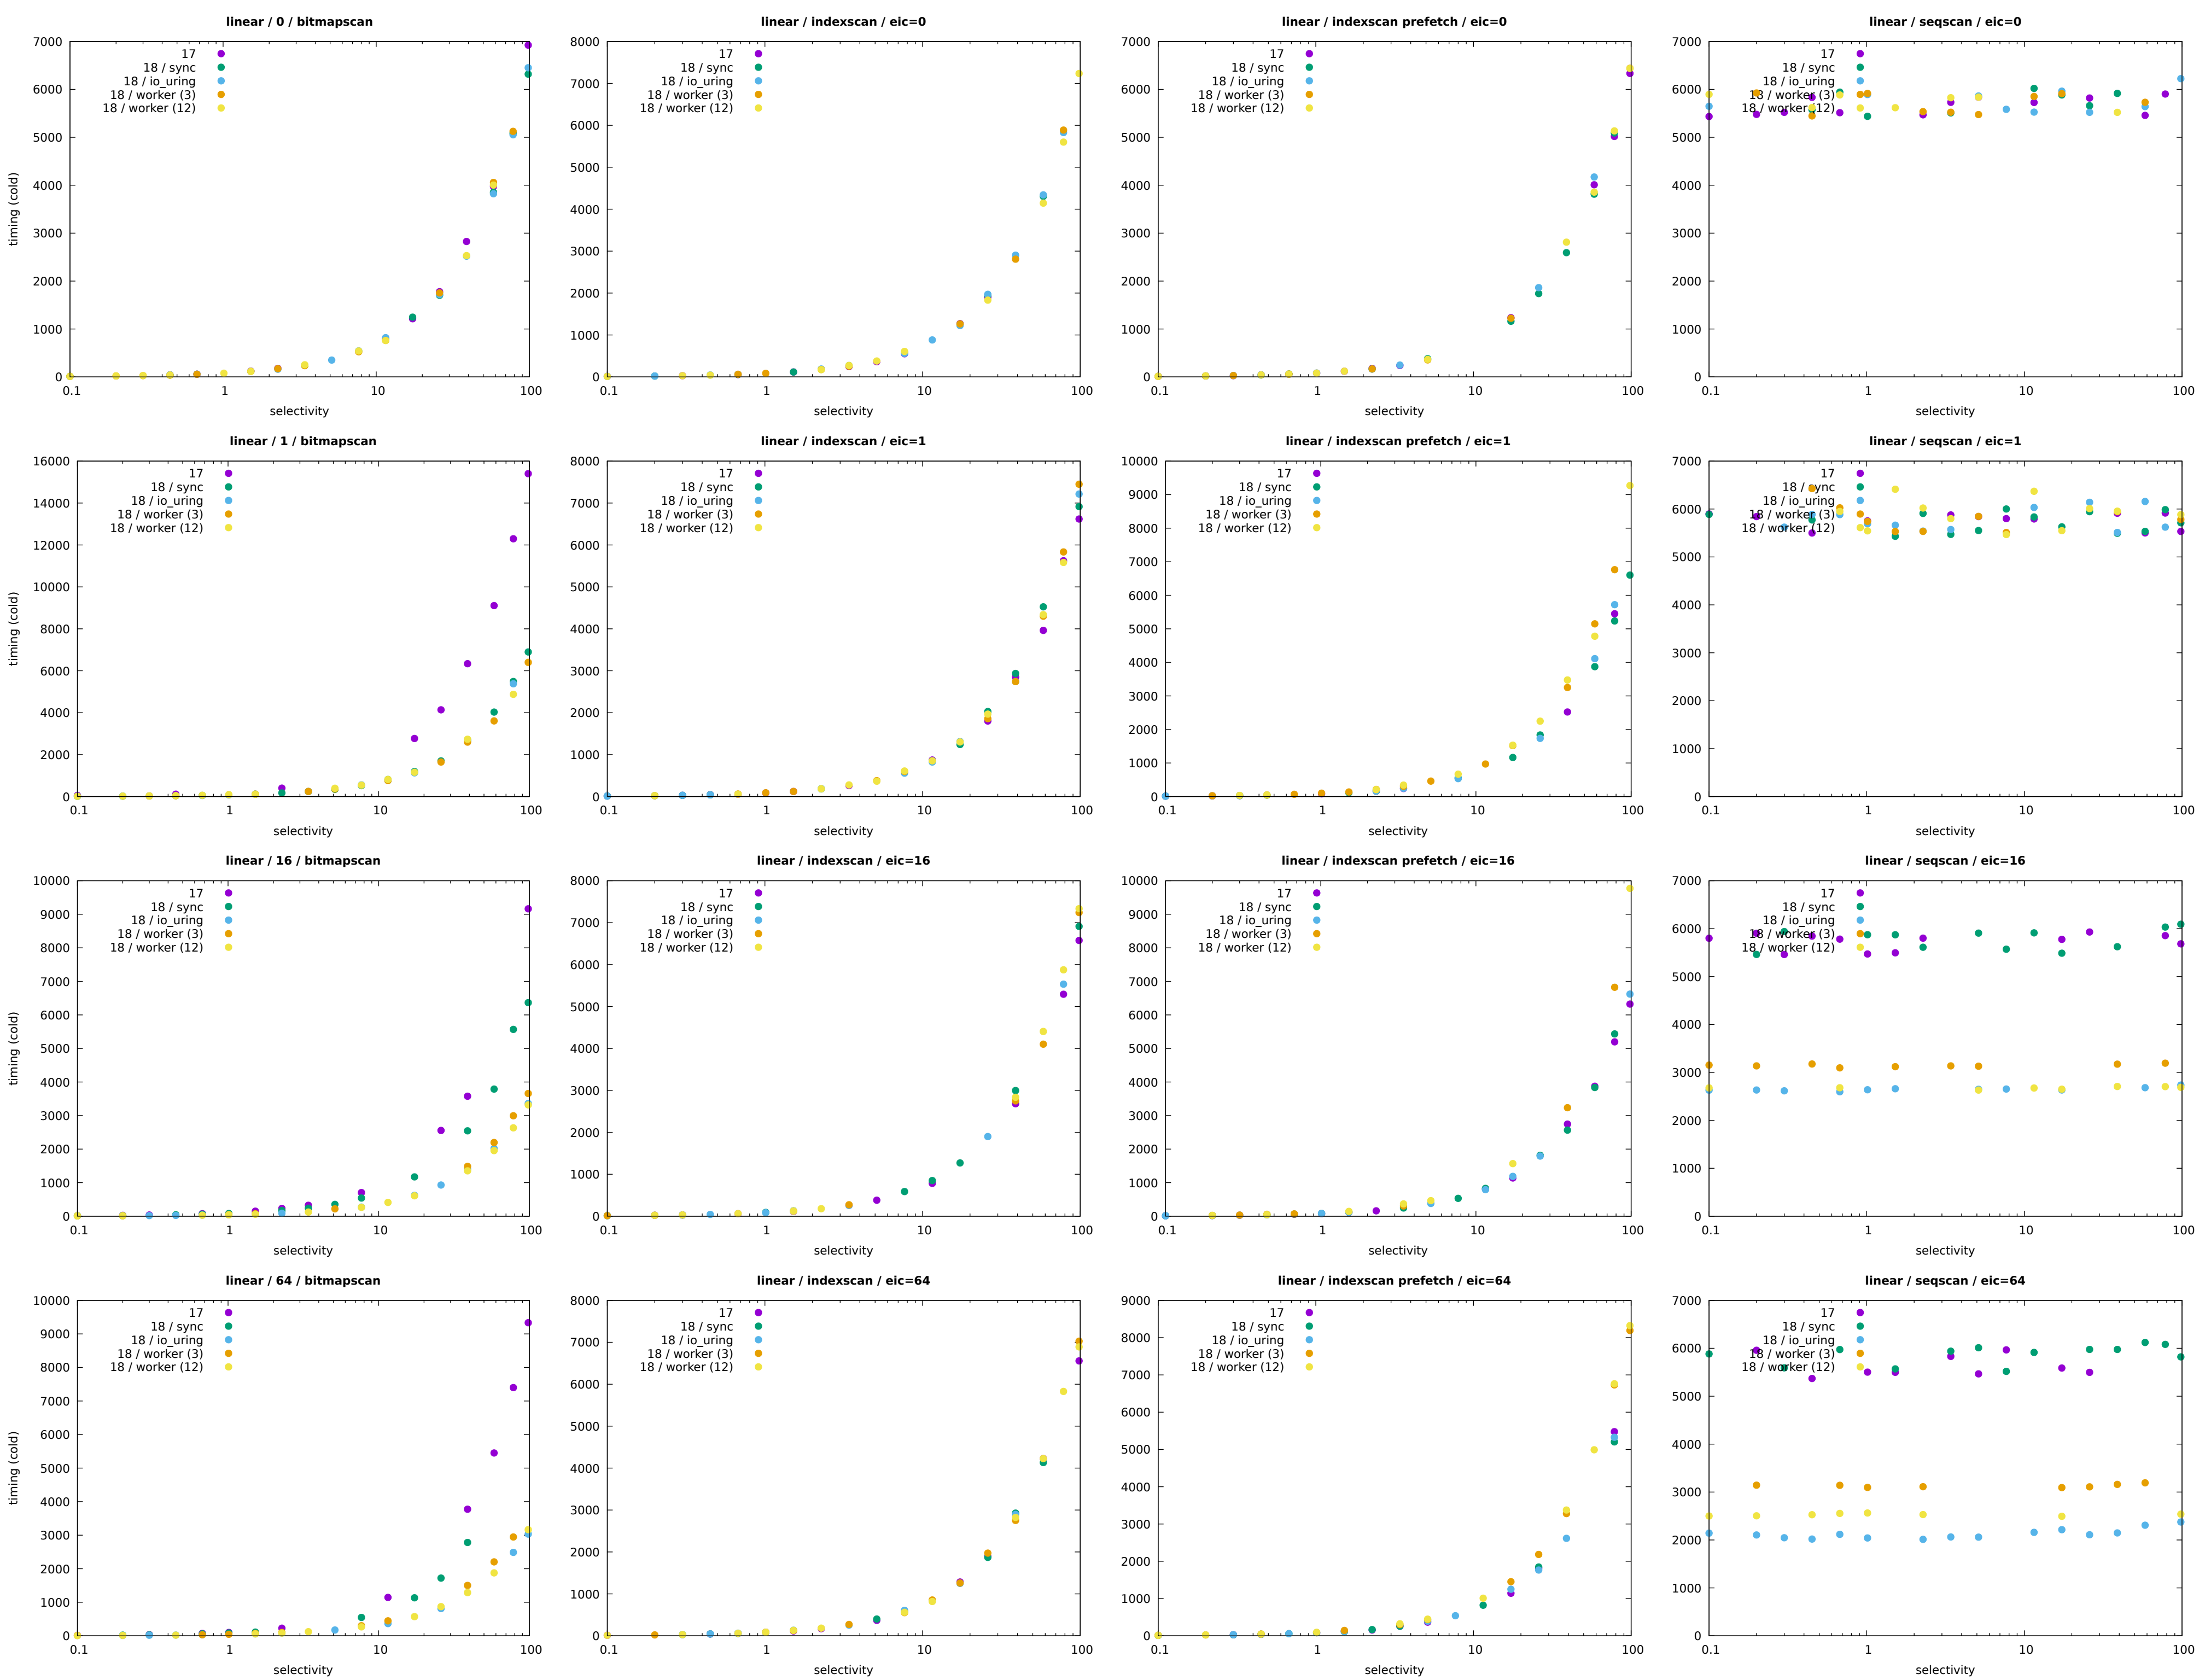 linear / 0 / bitmapscan
timing (cold)
7000
6000
5000
4000
3000
2000
1000
0
17
18 / sync
18 / io_uring
18 / worker (3)
18 / worker (12)
0.1 1 10 100
selectivity
linear / indexscan / eic=0
8000
7000
6000
5000
4000
3000
2000
1000
0
17
18 / sync
18 / io_uring
18 / worker (3)
18 / worker (12)
0.1 1 10 100
selectivity
linear / indexscan prefetch / eic=0
7000
6000
5000
4000
3000
2000
1000
0
17
18 / sync
18 / io_uring
18 / worker (3)
18 / worker (12)
0.1 1 10 100
selectivity
linear / seqscan / eic=0
7000
6000
5000
4000
3000
2000
1000
0
17
18 / sync
18 / io_uring
18 / worker (3)
18 / worker (12)
0.1 1 10 100
selectivity
linear / 1 / bitmapscan
timing (cold)
16000
14000
12000
10000
8000
6000
4000
2000
0
17
18 / sync
18 / io_uring
18 / worker (3)
18 / worker (12)
0.1 1 10 100
selectivity
linear / indexscan / eic=1
8000
7000
6000
5000
4000
3000
2000
1000
0
17
18 / sync
18 / io_uring
18 / worker (3)
18 / worker (12)
0.1 1 10 100
selectivity
linear / indexscan prefetch / eic=1
10000
9000
8000
7000
6000
5000
4000
3000
2000
1000
0
17
18 / sync
18 / io_uring
18 / worker (3)
18 / worker (12)
0.1 1 10 100
selectivity
linear / seqscan / eic=1
7000
6000
5000
4000
3000
2000
1000
0
17
18 / sync
18 / io_uring
18 / worker (3)
18 / worker (12)
0.1 1 10 100
selectivity
linear / 16 / bitmapscan
timing (cold)
10000
9000
8000
7000
6000
5000
4000
3000
2000
1000
0
17
18 / sync
18 / io_uring
18 / worker (3)
18 / worker (12)
0.1 1 10 100
selectivity
linear / indexscan / eic=16
8000
7000
6000
5000
4000
3000
2000
1000
0
17
18 / sync
18 / io_uring
18 / worker (3)
18 / worker (12)
0.1 1 10 100
selectivity
linear / indexscan prefetch / eic=16
10000
9000
8000
7000
6000
5000
4000
3000
2000
1000
0
17
18 / sync
18 / io_uring
18 / worker (3)
18 / worker (12)
0.1 1 10 100
selectivity
linear / seqscan / eic=16
7000
6000
5000
4000
3000
2000
1000
0
17
18 / sync
18 / io_uring
18 / worker (3)
18 / worker (12)
0.1 1 10 100
selectivity
linear / 64 / bitmapscan
timing (cold)
10000
9000
8000
7000
6000
5000
4000
3000
2000
1000
0
17
18 / sync
18 / io_uring
18 / worker (3)
18 / worker (12)
0.1 1 10 100
selectivity
linear / indexscan / eic=64
8000
7000
6000
5000
4000
3000
2000
1000
0
17
18 / sync
18 / io_uring
18 / worker (3)
18 / worker (12)
0.1 1 10 100
selectivity
linear / indexscan prefetch / eic=64
9000
8000
7000
6000
5000
4000
3000
2000
1000
0
17
18 / sync
18 / io_uring
18 / worker (3)
18 / worker (12)
0.1 1 10 100
selectivity
linear / seqscan / eic=64
7000
6000
5000
4000
3000
2000
1000
0
17
18 / sync
18 / io_uring
18 / worker (3)
18 / worker (12)
0.1 1 10 100
selectivity